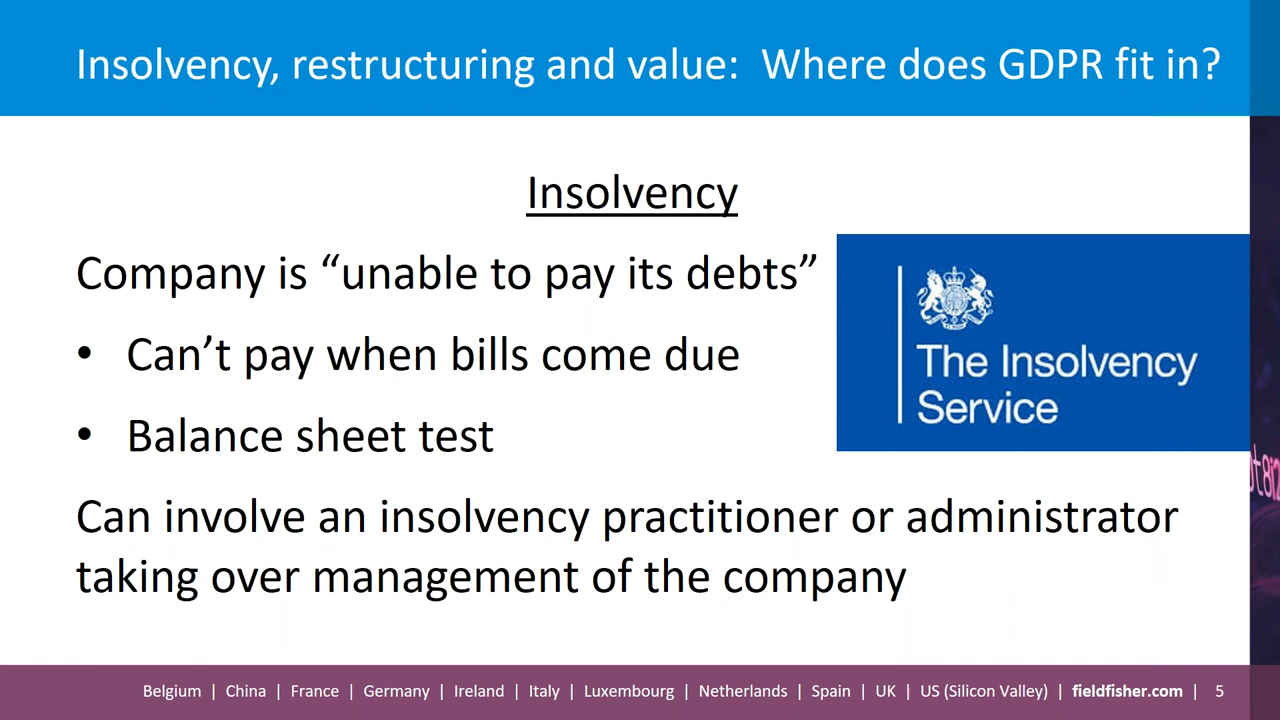 Insolvency, restructuring and value: Where does GDPR fit in?
Insolvency
Company is “unable to pay its debts”
• Can’t pay when bills come due
• Balance sheet test
The Insolvency
Service
Can involve an insolvency practitioner or administrator
taking over management of the company
Belgium | China | France | Germany | Ireland | Italy | Luxembourg | Netherlands | Spain | UK | US (Silicon Valley) | fieldfisher.com | 5